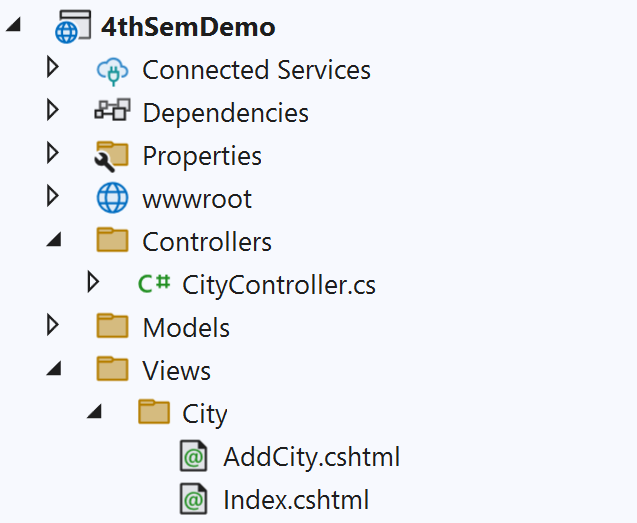 4thSemDemo
Connected Services
Dependencies
Properties
wwwroot
Controllers
C# CityController.cs
Models
Views
City
@ AddCity.cshtml
@ Index.cshtml